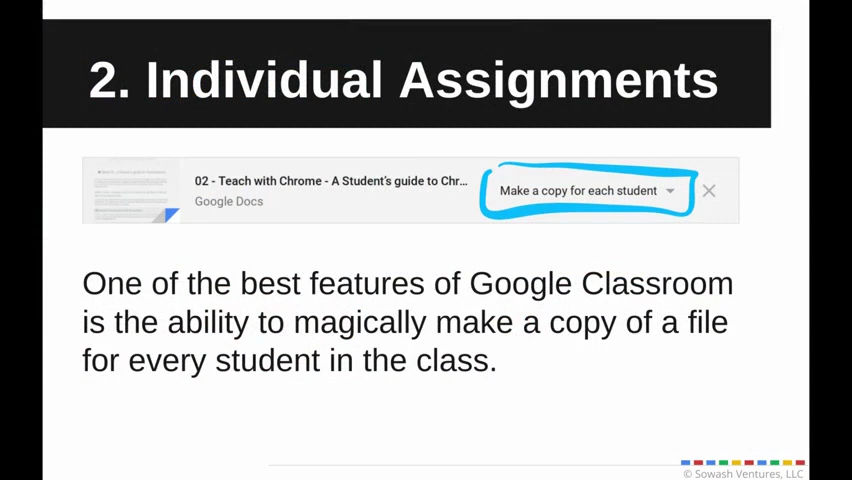 2. Individual Assignments
02 - Teach with Chrome - A Student's guide to Chr...
Google Docs
Make a copy for each student
One of the best features of Google Classroom
is the ability to magically make a copy of a file
for every student in the class.
© Sowash Ventures, LLC